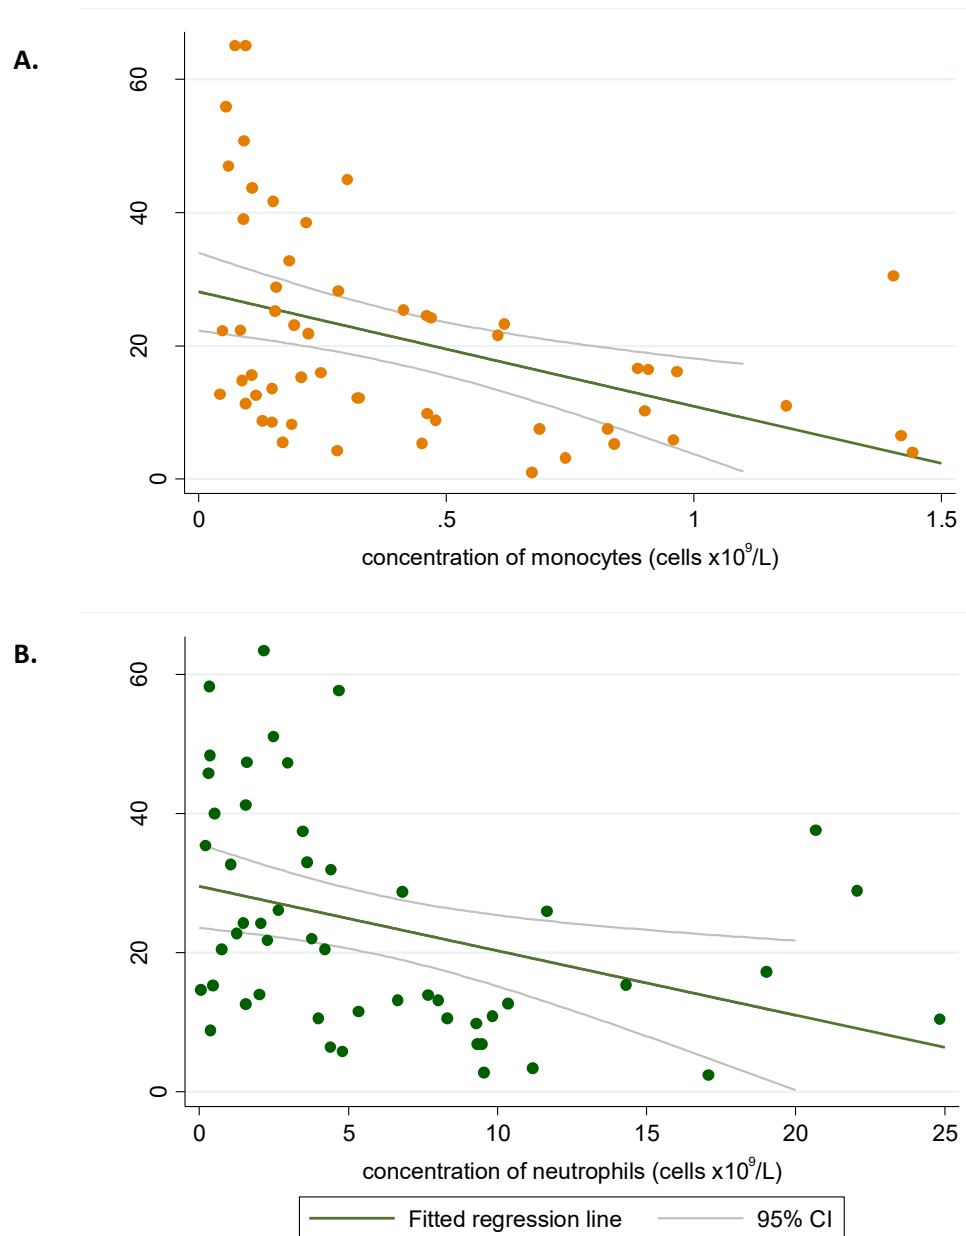 A.
60
40
20
0
0 .5 1 1.5
concentration of monocytes (cells x10⁹/L)
B.
60
40
20
0
0 5 10 15 20 25
concentration of neutrophils (cells x10⁹/L)
Fitted regression line 95% CI